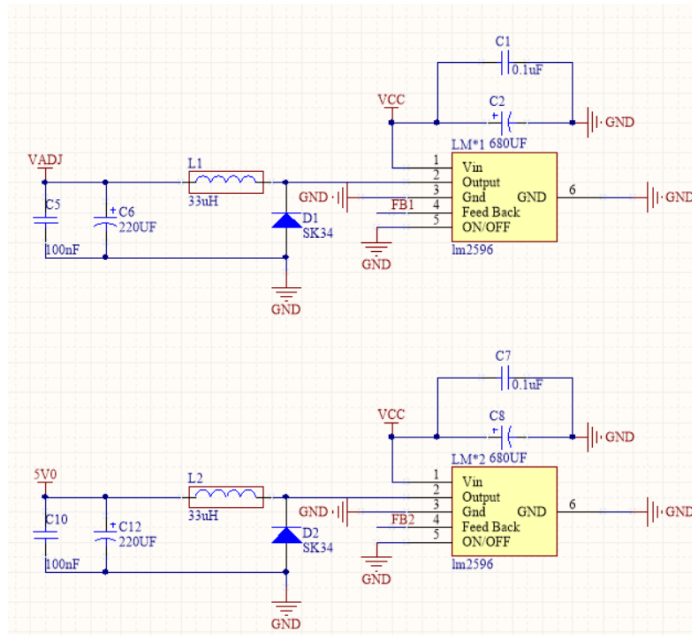 C1
0.1uF
VCC
C2
GND
LM*1
680UF
VADJ
L1
1
Vin
2
Output
33uH
GND
3
Gnd
GND
6
GND
C5
C6
FB1
4
Feed Back
220UF
D1
5
ON/OFF
SK34
100nF
GND
lm2596
GND
C7
0.1uF
VCC
C8
GND
LM*2
680UF
5V0
L2
1
Vin
2
Output
33uH
GND
3
Gnd
GND
6
GND
C10
C12
FB2
4
Feed Back
220UF
D2
5
ON/OFF
SK34
100nF
GND
lm2596
GND